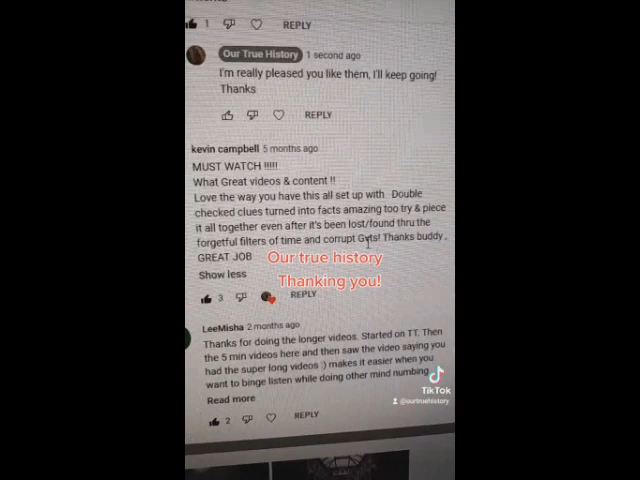 1 REPLY
Our True History 1 second ago
I'm really pleased you like them, I'll keep going!
Thanks
REPLY
kevin campbell 5 months ago
MUST WATCH !!!!!
What Great videos & content !!
Love the way you have this all set up with Double
checked clues turned into facts amazing too try & piece
it all together even after it's been lost/found thru the
forgetful filters of time and corrupt Gvts! Thanks buddy .
GREAT JOB
Show less
3 REPLY
Our true history
Thanking you!
LeeMisha 2 months ago
Thanks for doing the longer videos. Started on TT. Then
the 5 min videos here and then saw the video saying you
had the super long videos :) makes it easier when you
want to binge listen while doing other mind numbing
Read more
2 REPLY
TikTok
@ourtruehistory